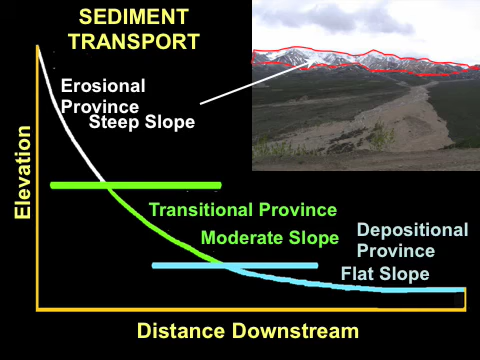 SEDIMENT
TRANSPORT
Erosional
Province
Steep Slope
Elevation
Transitional Province
Moderate Slope
Depositional
Province
Flat Slope
Distance Downstream